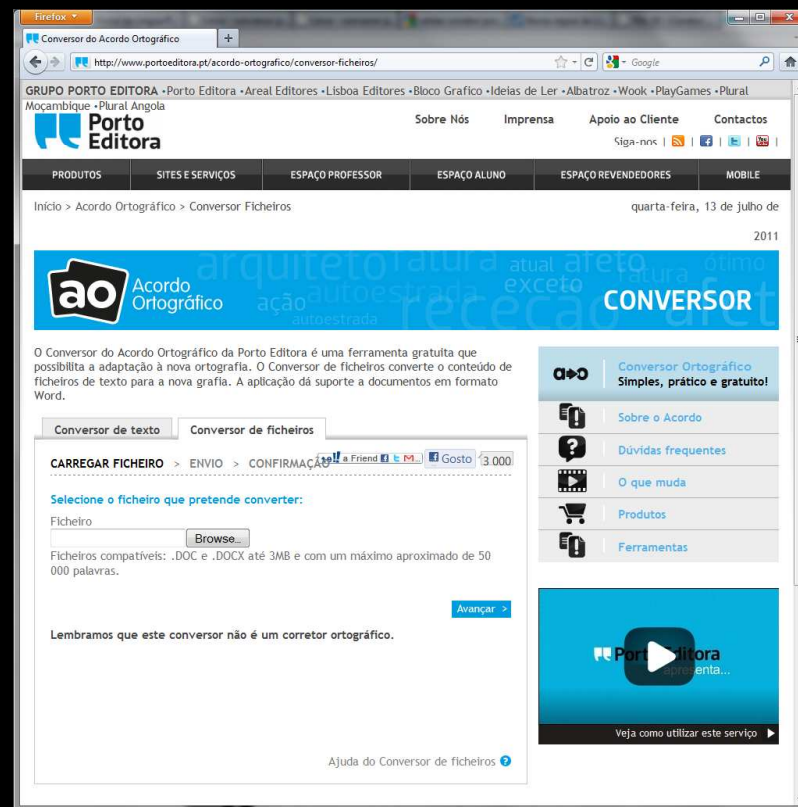 Firefox
Conversor do Acordo Ortográfico
http://www.portoeditora.pt/acordo-ortografico/conversor-ficheiros/
Google
GRUPO PORTO EDITORA • Porto Editora • Areal Editores • Lisboa Editores • Bloco Grafico • Ideias de Ler • Albatroz • Wook • PlayGames • Plural
Moçambique • Plural Angola
Porto
Editora
Sobre Nós Imprensa Apoio ao Cliente Contactos
Siga-nos
PRODUTOS SITES E SERVIÇOS ESPAÇO PROFESSOR ESPAÇO ALUNO ESPAÇO REVENDEDORES MOBILE
Início > Acordo Ortográfico > Conversor Ficheiros
quarta-feira, 13 de julho de
2011
ao Acordo
Ortográfico
arquiteto fatura atual afeto fatura ótimo
ação autoestrada exceto
autoestrada rececão afet
CONVERSOR
O Conversor do Acordo Ortográfico da Porto Editora é uma ferramenta gratuita que
possibilita a adaptação à nova ortografia. O Conversor de ficheiros converte o conteúdo de
ficheiros de texto para a nova grafia. A aplicação dá suporte a documentos em formato
Word.
Conversor de texto Conversor de ficheiros
CARREGAR FICHEIRO > ENVIO > CONFIRMAÇÃO
a Friend
Gosto
3.000
Selecione o ficheiro que pretende converter:
Ficheiro
Browse...
Ficheiros compatíveis: .DOC e .DOCX até 3MB e com um máximo aproximado de 50
000 palavras.
Avançar >
Lembramos que este conversor não é um corretor ortográfico.
Ajuda do Conversor de ficheiros ?
Conversor Ortográfico
Simples, prático e gratuito!
Sobre o Acordo
Dúvidas frequentes
O que muda
Produtos
Ferramentas
Porto Editora
apresenta...
Veja como utilizar este serviço